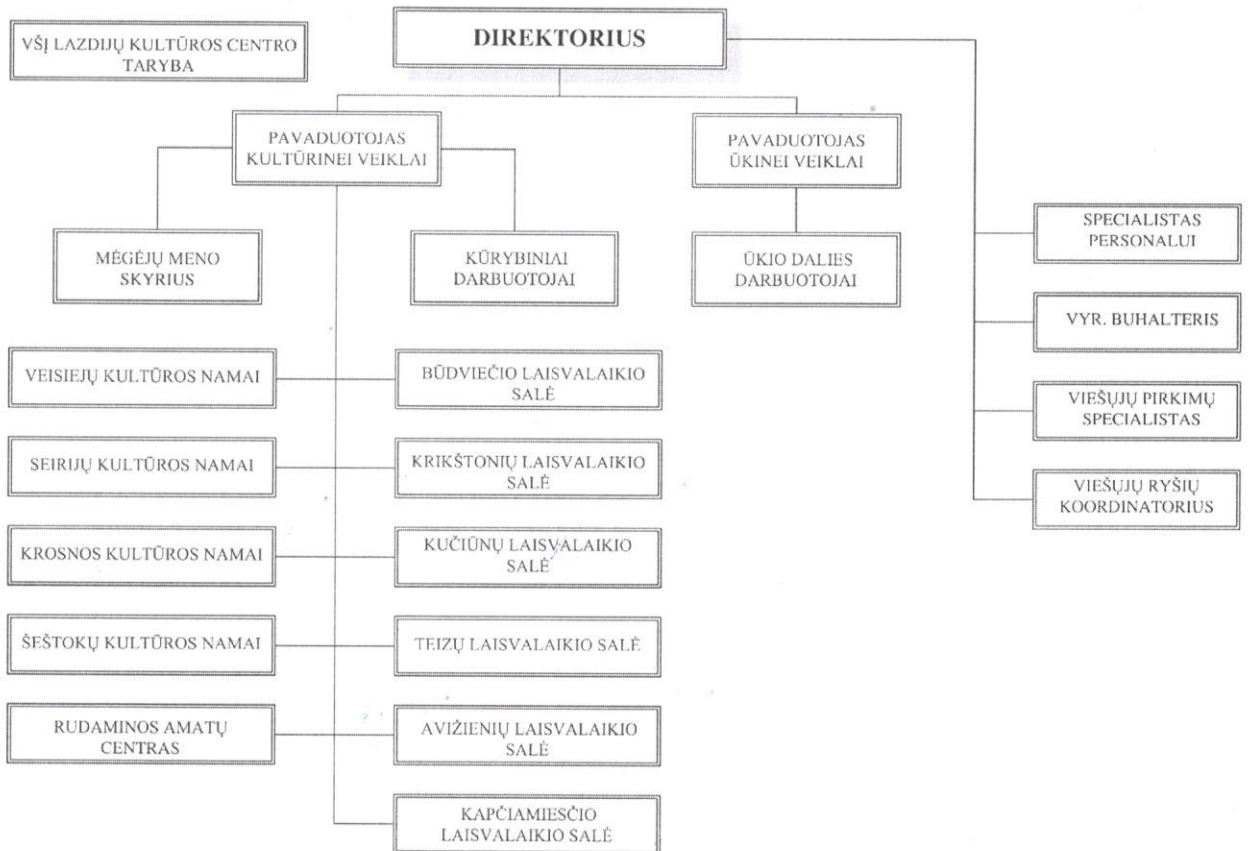 VŠĮ LAZDIJŲ KULTŪROS CENTRO
TARYBA
DIREKTORIUS
PAVADUOTOJAS
KULTŪRINEI VEIKLAI
PAVADUOTOJAS
ŪKINEI VEIKLAI
MĖGĖJŲ MENO
SKYRIUS
KŪRYBINIAI
DARBUOTOJAI
ŪKIO DALIES
DARBUOTOJAI
SPECIALISTAS
PERSONALUI
VYR. BUHALTERIS
VIEŠŲJŲ PIRKIMŲ
SPECIALISTAS
VIEŠŲJŲ RYŠIŲ
KOORDINATORIUS
VEISIEJŲ KULTŪROS NAMAI
BŪDVIEČIO LAISVALAIKIO
SALĖ
SEIRIJŲ KULTŪROS NAMAI
KRIKŠTONIŲ LAISVALAIKIO
SALĖ
KROSNOS KULTŪROS NAMAI
KUČIŪNŲ LAISVALAIKIO
SALĖ
ŠEŠTOKŲ KULTŪROS NAMAI
TEIZŲ LAISVALAIKIO SALĖ
RUDAMINOS AMATŲ
CENTRAS
AVIŽIENIŲ LAISVALAIKIO
SALĖ
KAPČIAMIESČIO
LAISVALAIKIO SALĖ